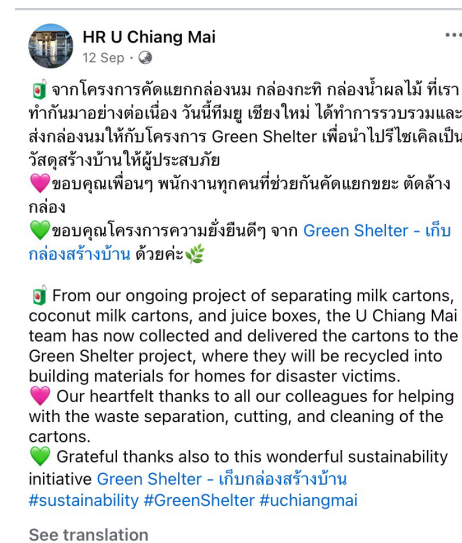 HR U Chiang Mai
12 Sep
🧃จากโครงการคัดแยกกล่องนม กล่องกะทิ กล่องน้ำผลไม้ ที่เรา
ทำกันมาอย่างต่อเนื่อง วันนี้ทีมยู เชียงใหม่ ได้ทำการรวบรวมและ
ส่งกล่องนมให้กับโครงการ Green Shelter เพื่อนำไปรีไซเคิลเป็น
วัสดุสร้างบ้านให้ผู้ประสบภัย
🩷ขอบคุณเพื่อนๆ พนักงานทุกคนที่ช่วยกันคัดแยกขยะ ตัดล้าง
กล่อง
💚ขอบคุณโครงการความยั่งยืนดีๆ จาก Green Shelter - เก็บ
กล่องสร้างบ้าน ด้วยค่ะ🌿
🧃From our ongoing project of separating milk cartons,
coconut milk cartons, and juice boxes, the U Chiang Mai
team has now collected and delivered the cartons to the
Green Shelter project, where they will be recycled into
building materials for homes for disaster victims.
🩷 Our heartfelt thanks to all our colleagues for helping
with the waste separation, cutting, and cleaning of the
cartons.
💚 Grateful thanks also to this wonderful sustainability
initiative Green Shelter - เก็บกล่องสร้างบ้าน
#sustainability #GreenShelter #uchiangmai
See translation